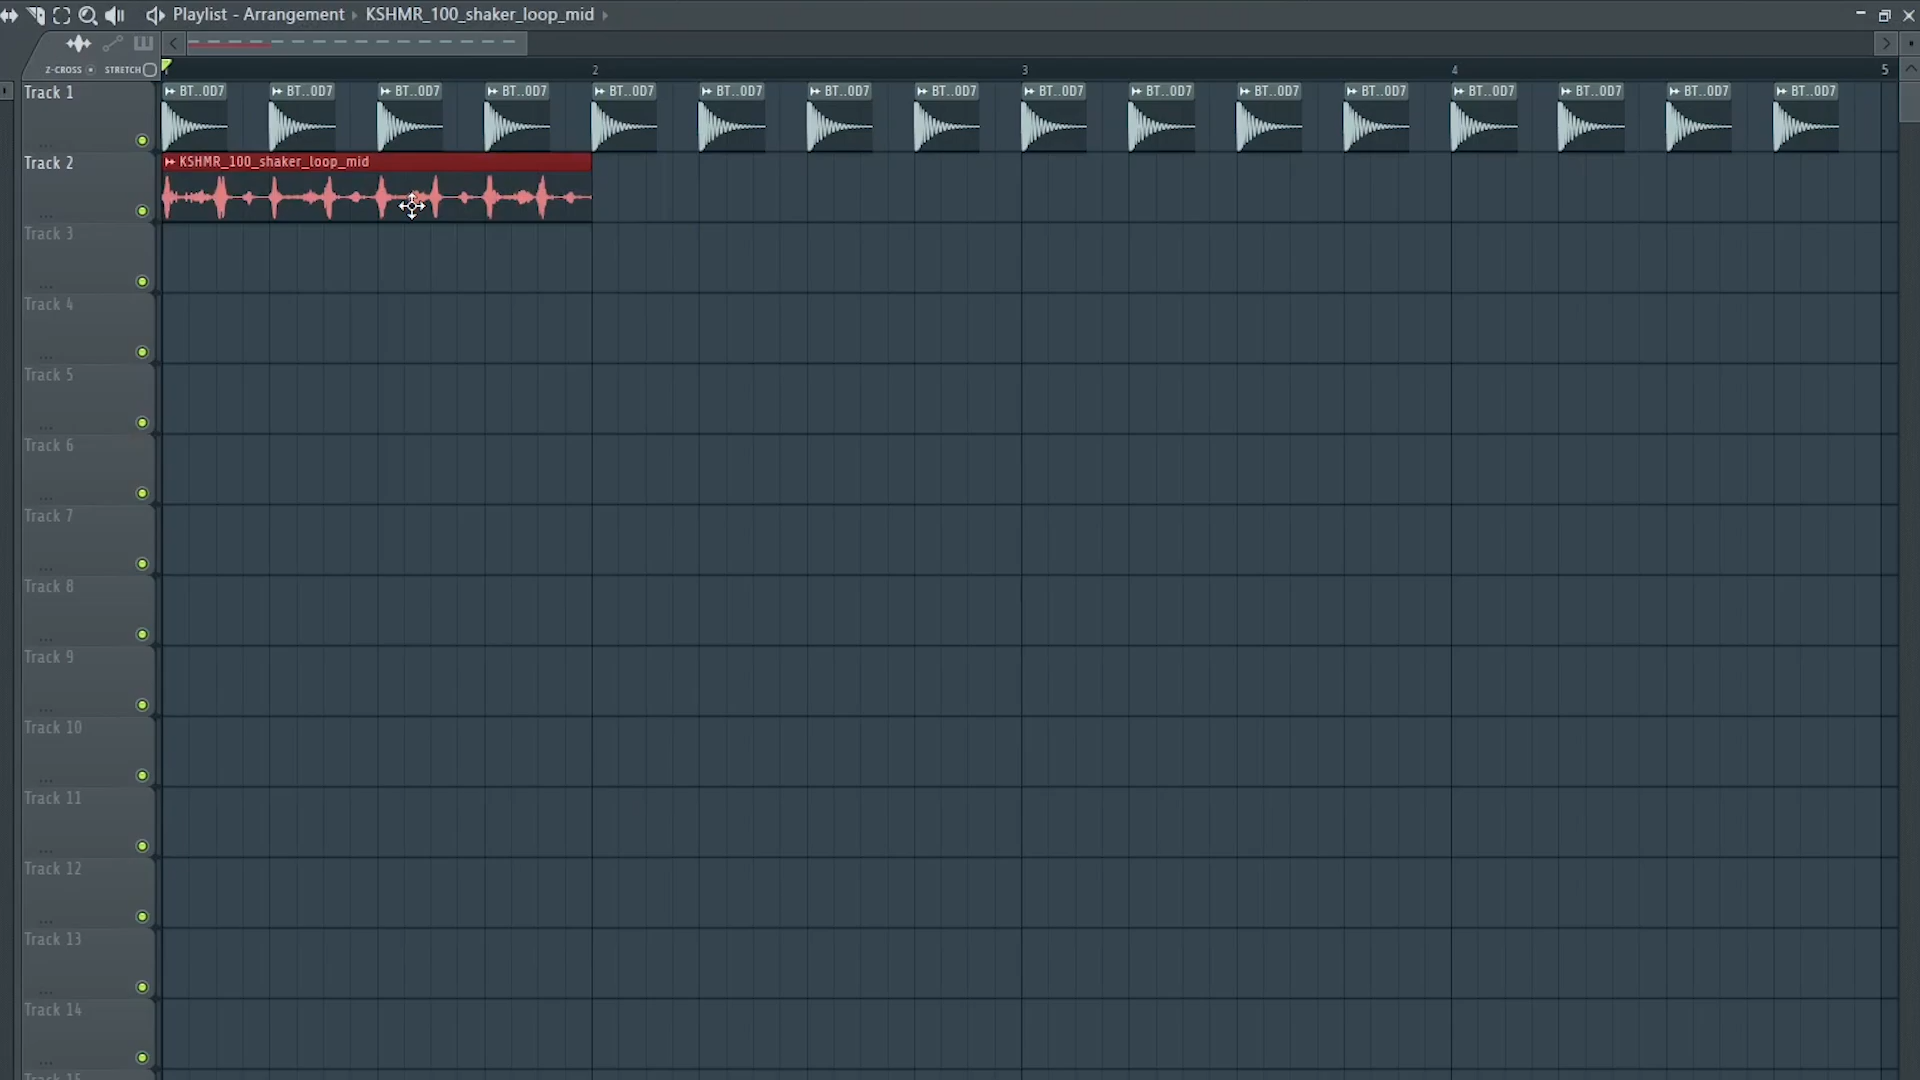 Playlist - Arrangement ▸ KSHMR_100_shaker_loop_mid ▸
Z-CROSS STRETCH
2 3 4 5
Track 1
BT..0D7 BT..0D7 BT..0D7 BT..0D7 BT..0D7 BT..0D7 BT..0D7 BT..0D7 BT..0D7 BT..0D7 BT..0D7 BT..0D7 BT..0D7 BT..0D7 BT..0D7 BT..0D7
Track 2
KSHMR_100_shaker_loop_mid
Track 3
Track 4
Track 5
Track 6
Track 7
Track 8
Track 9
Track 10
Track 11
Track 12
Track 13
Track 14